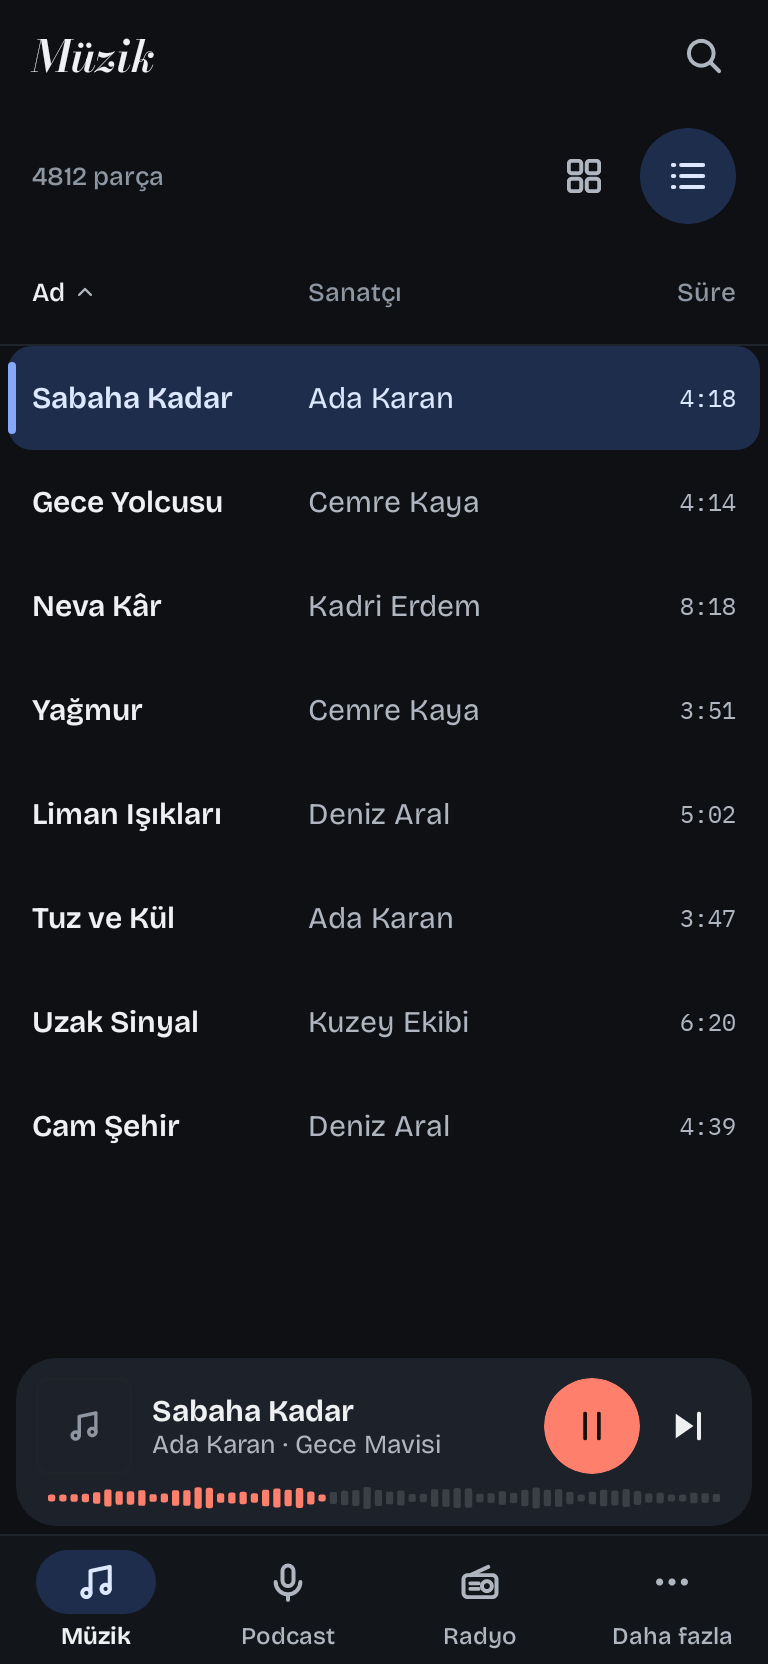 Müzik
4812 parça
Ad Sanatçı Süre
Sabaha Kadar Ada Karan 4:18
Gece Yolcusu Cemre Kaya 4:14
Neva Kâr Kadri Erdem 8:18
Yağmur Cemre Kaya 3:51
Liman Işıkları Deniz Aral 5:02
Tuz ve Kül Ada Karan 3:47
Uzak Sinyal Kuzey Ekibi 6:20
Cam Şehir Deniz Aral 4:39
Sabaha Kadar
Ada Karan · Gece Mavisi
Müzik Podcast Radyo Daha fazla